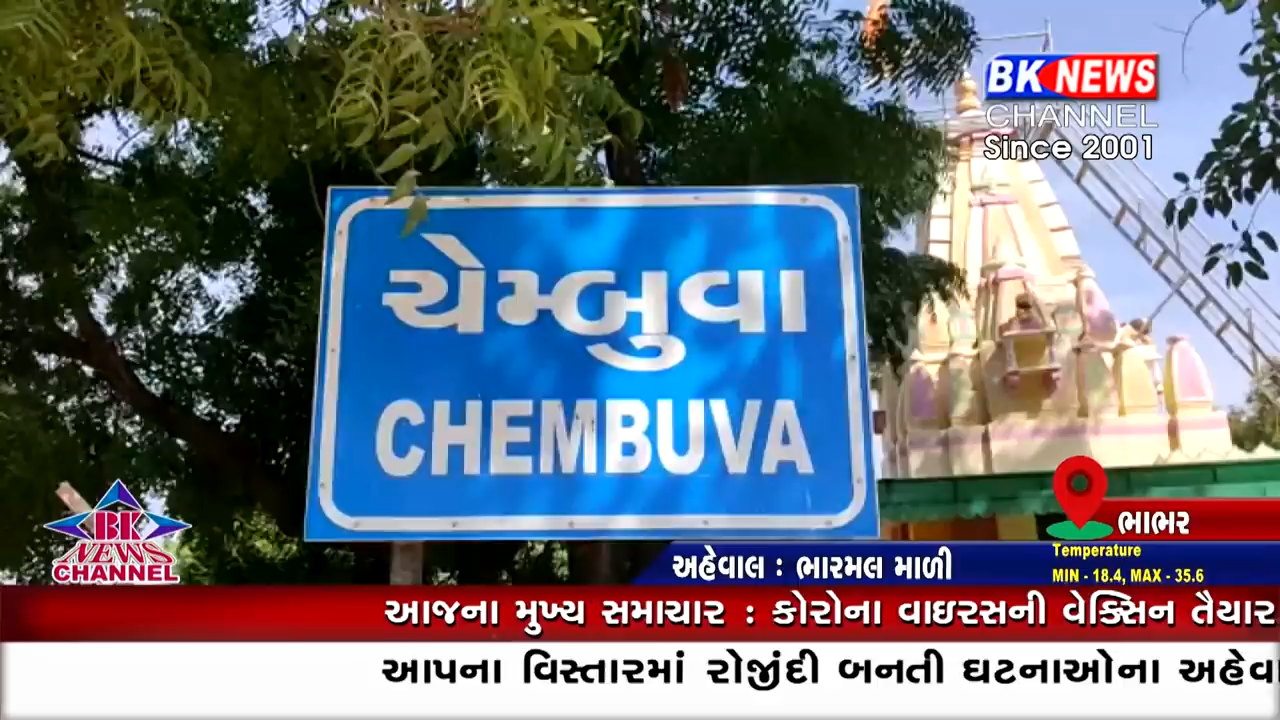 BK NEWS
CHANNEL
Since 2001
ચેમ્બુવા
CHEMBUVA
BK
NEWS
CHANNEL
ભાભર
અહેવાલ : ભારમલ માળી
Temperature
MIN - 18.4, MAX - 35.6
આજના મુખ્ય સમાચાર : કોરોના વાઇરસની વેક્સિન તૈયાર
આપના વિસ્તારમાં રોજીંદી બનતી ઘટનાઓના અહેવા